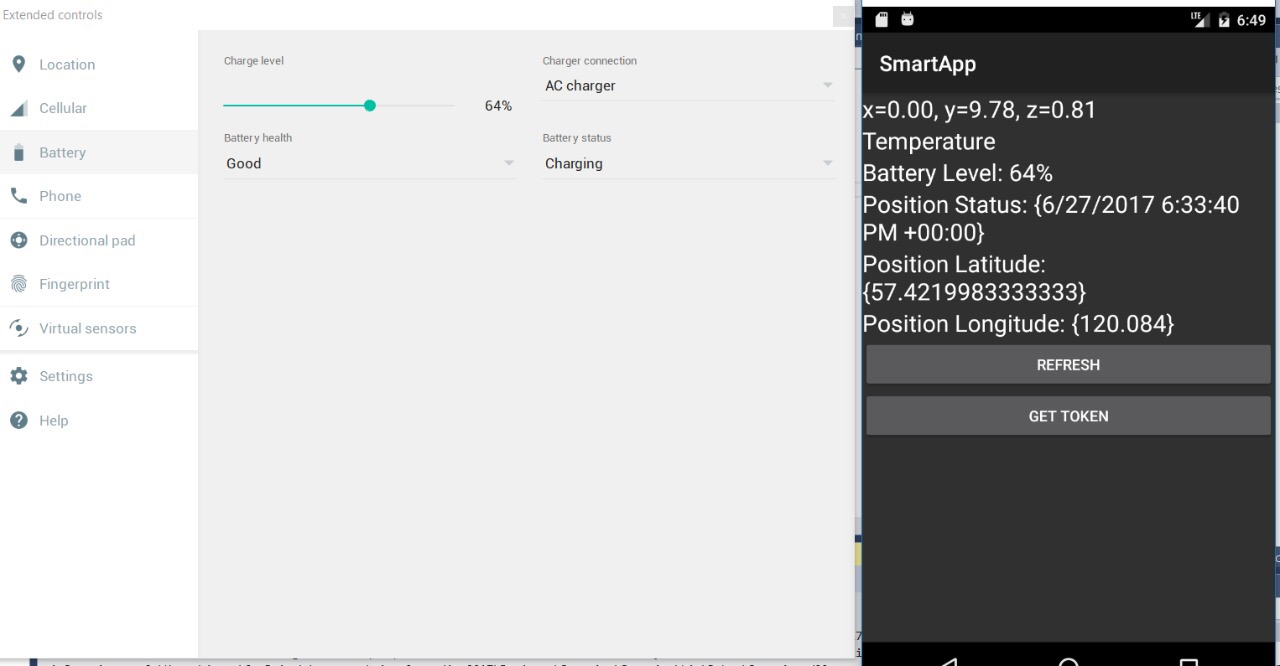 Extended controls
Location
Cellular
Battery
Phone
Directional pad
Fingerprint
Virtual sensors
Settings
Help
Charge level
64%
Charger connection
AC charger
Battery health
Good
Battery status
Charging
LTE 6:49
SmartApp
x=0.00, y=9.78, z=0.81
Temperature
Battery Level: 64%
Position Status: {6/27/2017 6:33:40
PM +00:00}
Position Latitude:
{57.4219983333333}
Position Longitude: {120.084}
REFRESH
GET TOKEN